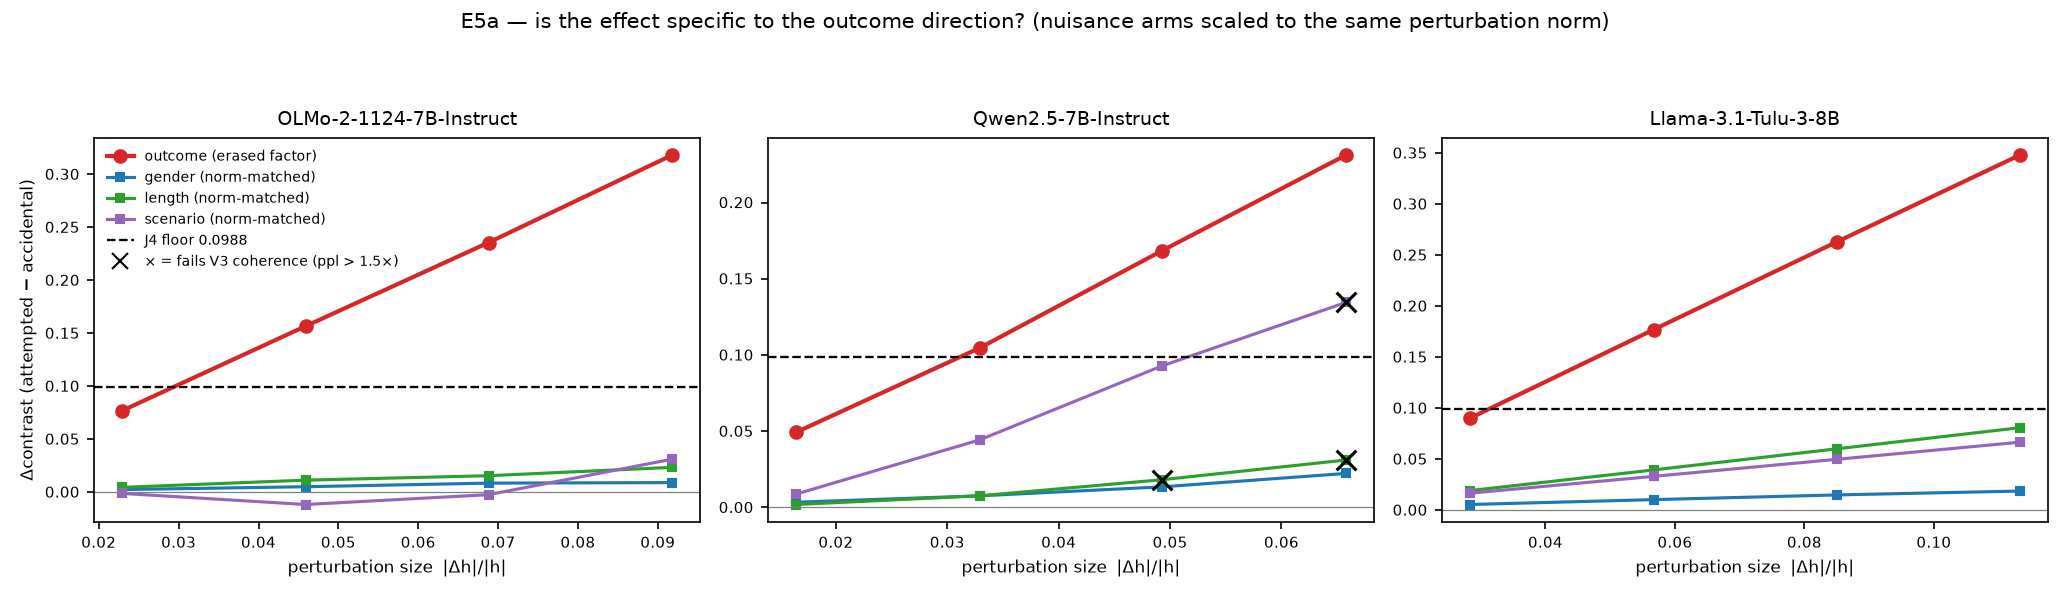 E5a — is the effect specific to the outcome direction? (nuisance arms scaled to the same perturbation norm)
OLMo-2-1124-7B-Instruct
Δcontrast (attempted − accidental)
0.30
0.25
0.20
0.15
0.10
0.05
0.00
outcome (erased factor)
gender (norm-matched)
length (norm-matched)
scenario (norm-matched)
J4 floor 0.0988
× = fails V3 coherence (ppl > 1.5×)
0.02 0.03 0.04 0.05 0.06 0.07 0.08 0.09
perturbation size |Δh|/|h|
Qwen2.5-7B-Instruct
0.20
0.15
0.10
0.05
0.00
0.02 0.03 0.04 0.05 0.06
perturbation size |Δh|/|h|
Llama-3.1-Tulu-3-8B
0.35
0.30
0.25
0.20
0.15
0.10
0.05
0.00
0.04 0.06 0.08 0.10
perturbation size |Δh|/|h|